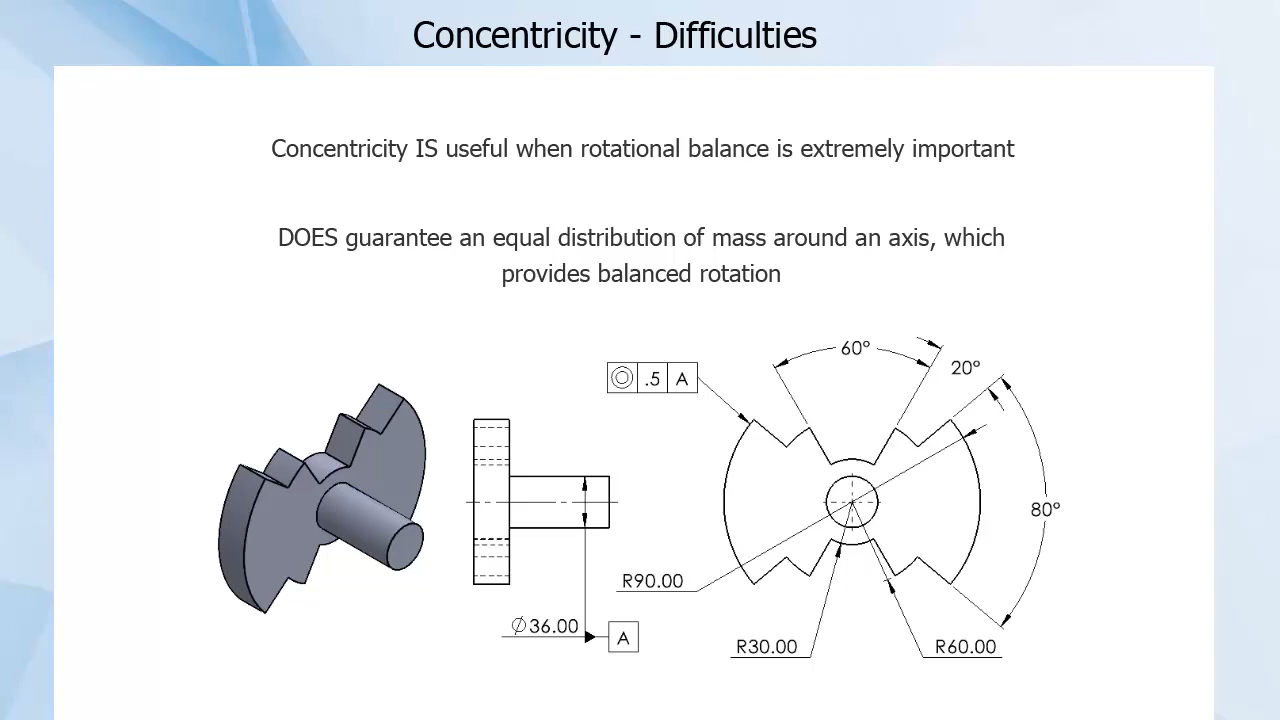 Concentricity - Difficulties
Concentricity IS useful when rotational balance is extremely important
DOES guarantee an equal distribution of mass around an axis, which
provides balanced rotation
60°
20°
◎ .5 A
80°
R90.00
∅36.00
A
R30.00
R60.00